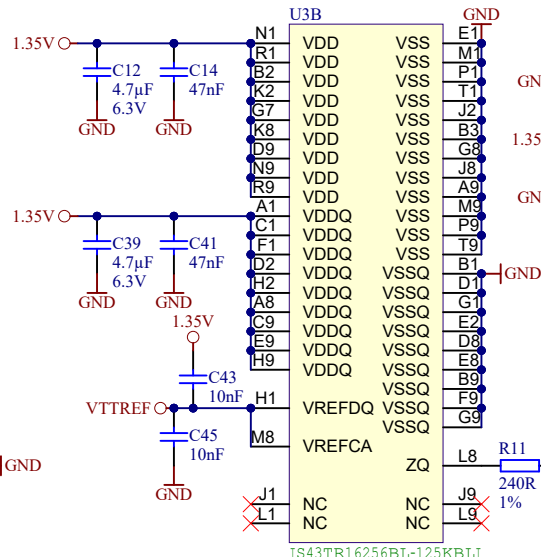 U3B
GND
1.35V
N1 VDD VSS E1
C12 C14 R1 VDD VSS M1
4.7µF 47nF B2 VDD VSS P1 GN
6.3V K2 VDD VSS T1
GND GND G7 VDD VSS J2
K8 VDD VSS B3 1.35
D9 VDD VSS G8
N9 VDD VSS J8
R9 VDD VSS A9 GN
1.35V A1 VDDQ VSS M9
C1 VDDQ VSS P9
C39 C41 F1 VDDQ VSS T9
4.7µF 47nF D2 VDDQ VSSQ B1 GND
6.3V H2 VDDQ VSSQ D1
GND GND A8 VDDQ VSSQ G1
1.35V C9 VDDQ VSSQ E2
E9 VDDQ VSSQ D8
H9 VDDQ VSSQ E8
C43 VSSQ B9
10nF
VTTREF H1 VREFDQ VSSQ F9
VSSQ G9
C45 M8 VREFCA
10nF
GND ZQ L8 R11
240R
1%
GND
J1 NC NC J9
L1 NC NC L9
IS43TR16256BL-125KBLI